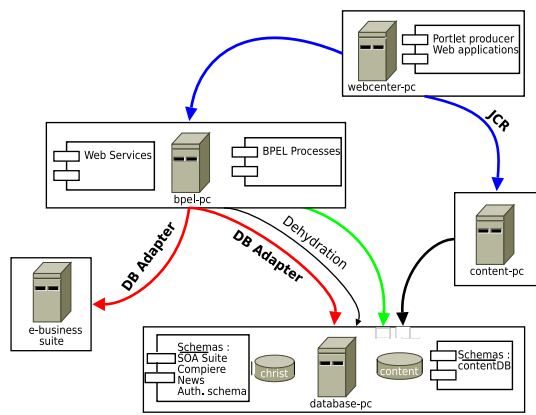 Portlet producer
Web applications
webcenter-pc
JCR
Web Services
BPEL Processes
bpel-pc
DB Adapter
DB Adapter
Dehydration
content-pc
e-business
suite
Schemas :
SOA Suite
Compiere
News
Auth. schema
christ
database-pc
content
Schemas :
contentDB